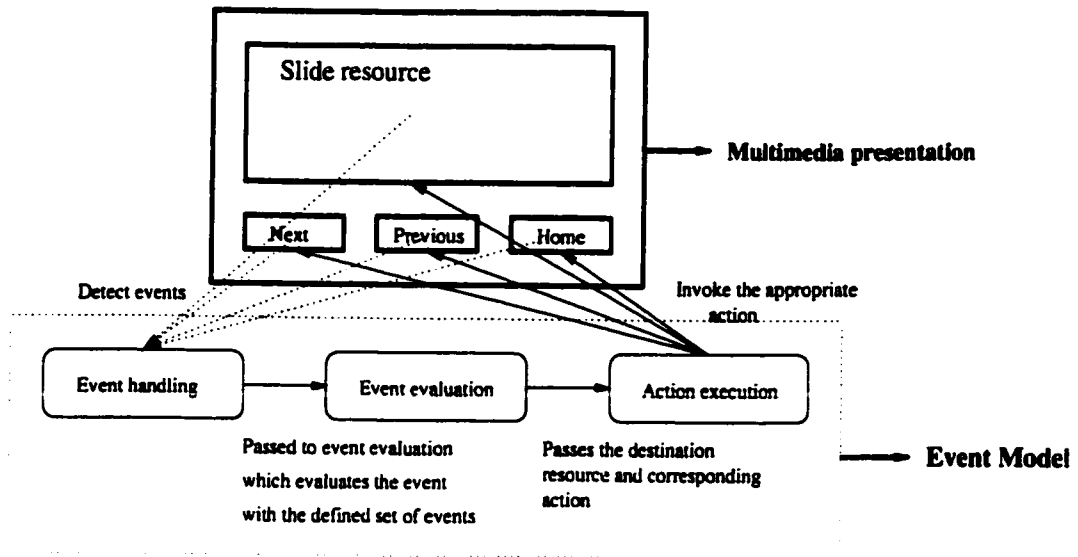 Slide resource
Multimedia presentation
Next
Previous
Home
Detect events
Invoke the appropriate
action
Event handling
Event evaluation
Action execution
Passed to event evaluation
which evaluates the event
with the defined set of events
Passes the destination
resource and corresponding
action
Event Model